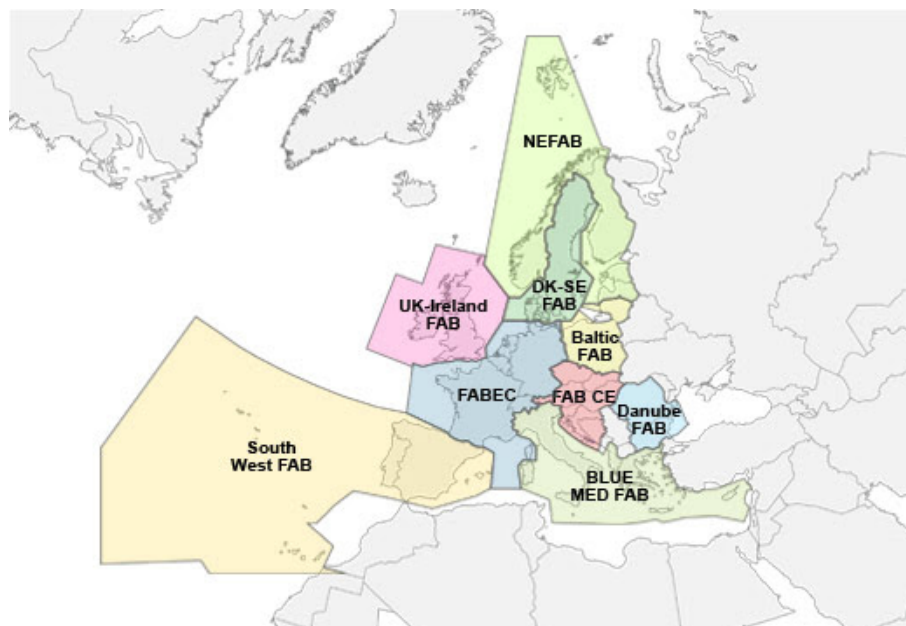 NEFAB
DK-SE
FAB
UK-Ireland
FAB
Baltic
FAB
FABEC
FAB CE
Danube
FAB
South
West FAB
BLUE
MED FAB